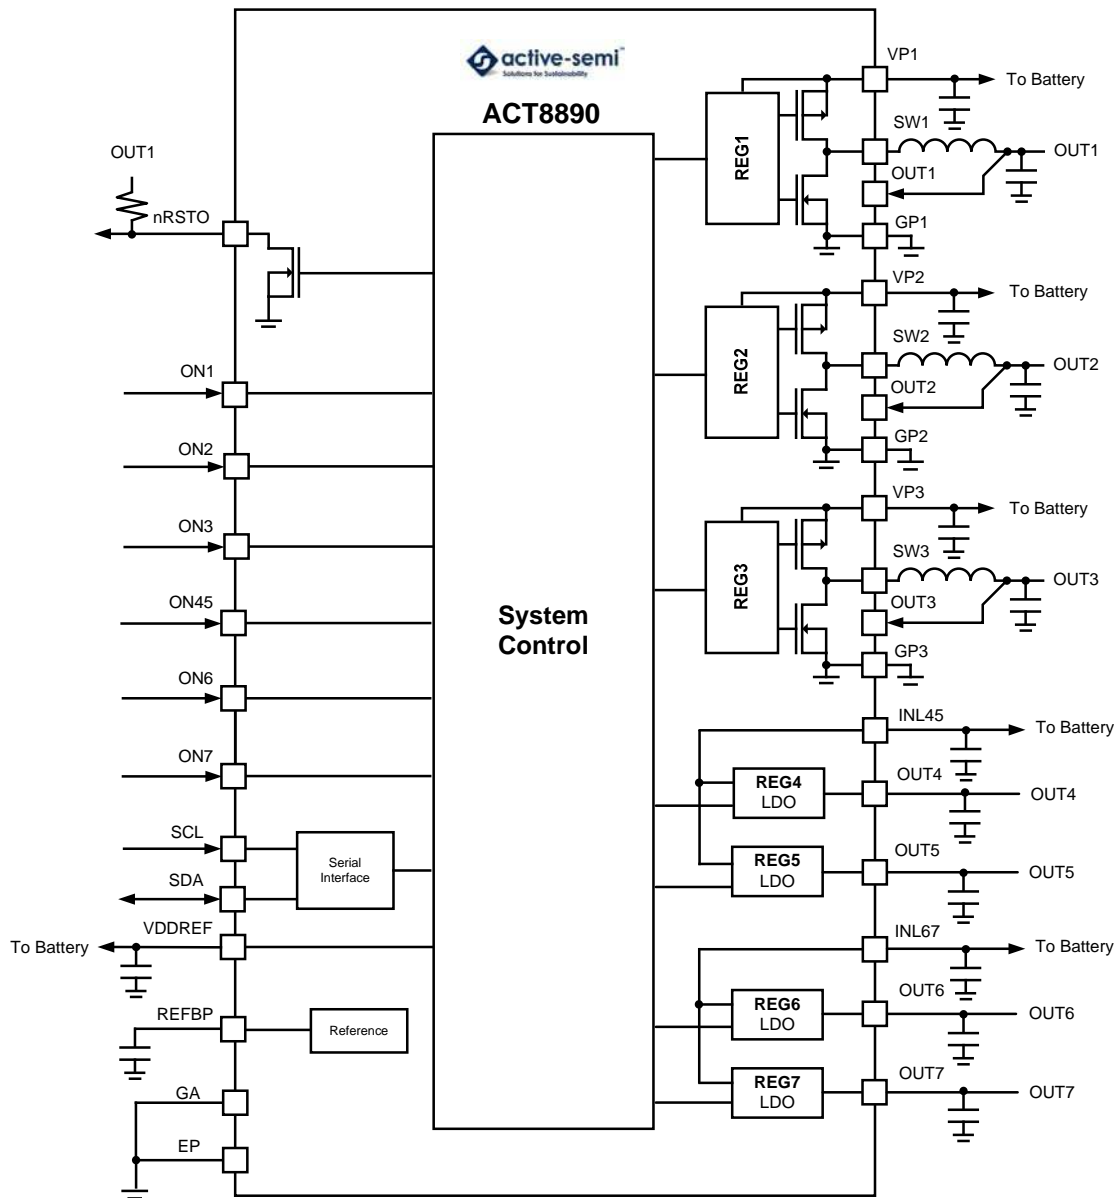 active-semi™
Solutions for Sustainability
ACT8890
System
Control
OUT1
nRSTO
ON1
ON2
ON3
ON45
ON6
ON7
SCL
SDA
Serial
Interface
VDDREF
To Battery
REFBP
Reference
GA
EP
REG1
VP1
To Battery
SW1
OUT1
OUT1
GP1
REG2
VP2
To Battery
SW2
OUT2
OUT2
GP2
REG3
VP3
To Battery
SW3
OUT3
OUT3
GP3
INL45
To Battery
REG4
LDO
OUT4
OUT4
REG5
LDO
OUT5
OUT5
INL67
To Battery
REG6
LDO
OUT6
OUT6
REG7
LDO
OUT7
OUT7